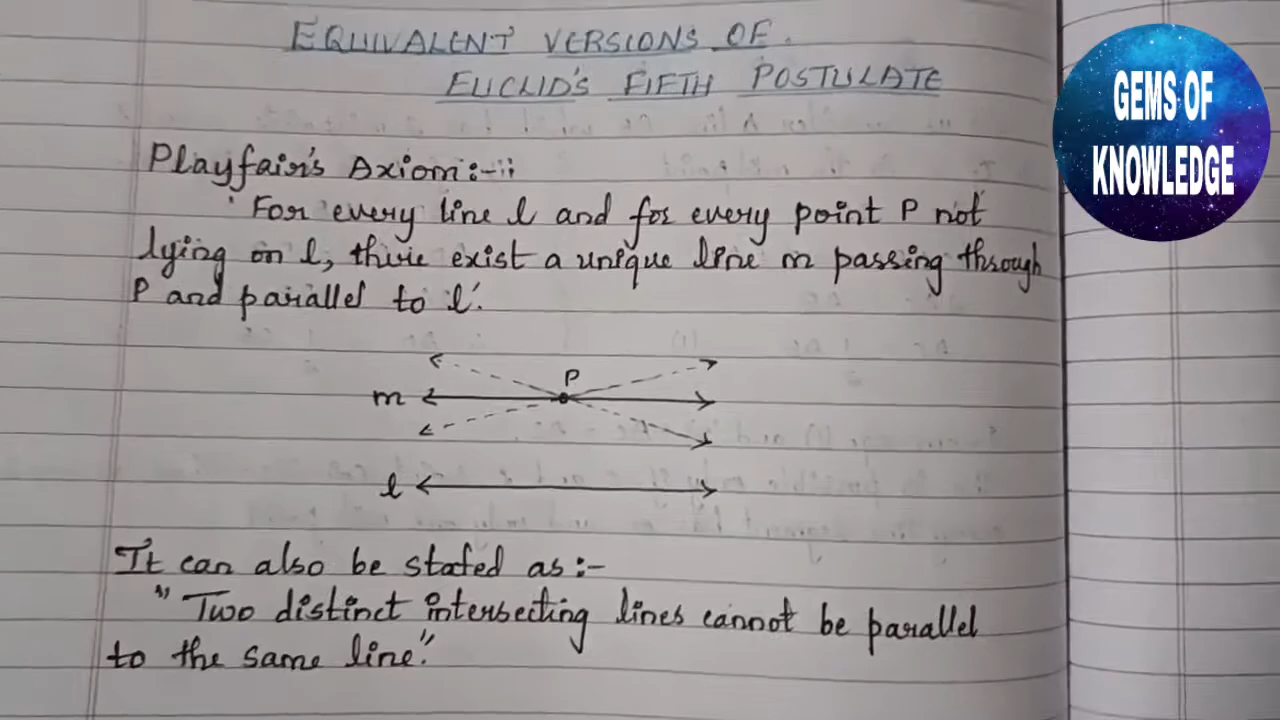 EQUIVALENT VERSIONS OF
EUCLID'S FIFTH POSTULATE
GEMS OF
KNOWLEDGE
Playfair's Axiom:-
'For every line l and for every point P not
lying on l, there exist a unique line m passing through
P and parallel to l'.
P
m
l
It can also be stated as:-
"Two distinct intersecting lines cannot be parallel
to the same line."